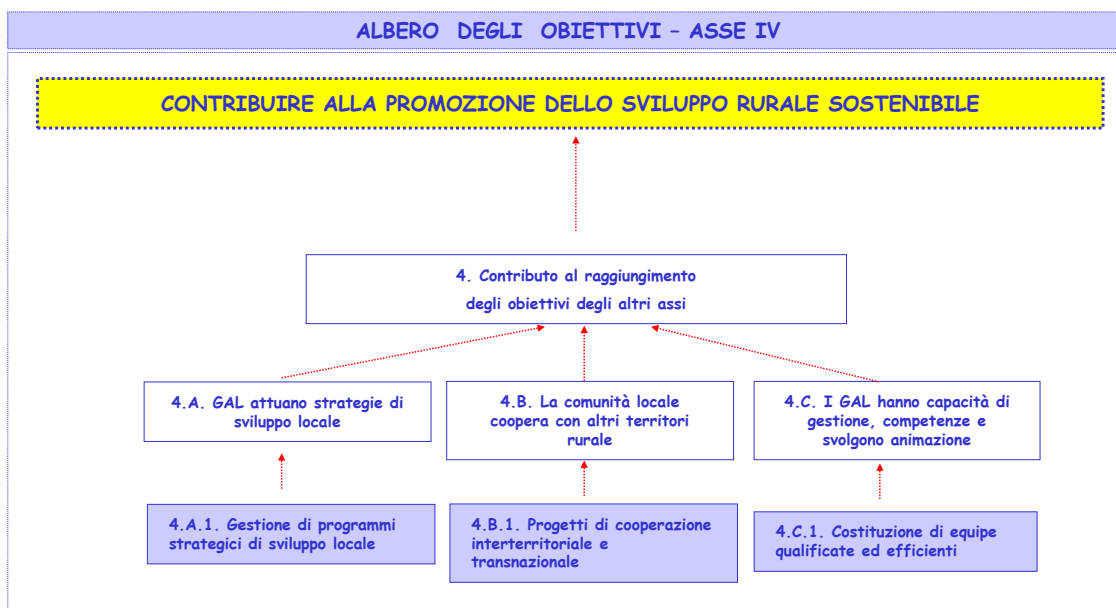 ALBERO DEGLI OBIETTIVI – ASSE IV
CONTRIBUIRE ALLA PROMOZIONE DELLO SVILUPPO RURALE SOSTENIBILE
4. Contributo al raggiungimento
degli obiettivi degli altri assi
4.A. GAL attuano strategie di
sviluppo locale
4.B. La comunità locale
coopera con altri territori
rurale
4.C. I GAL hanno capacità di
gestione, competenze e
svolgono animazione
4.A.1. Gestione di programmi
strategici di sviluppo locale
4.B.1. Progetti di cooperazione
interterritoriale e
transnazionale
4.C.1. Costituzione di equipe
qualificate ed efficienti